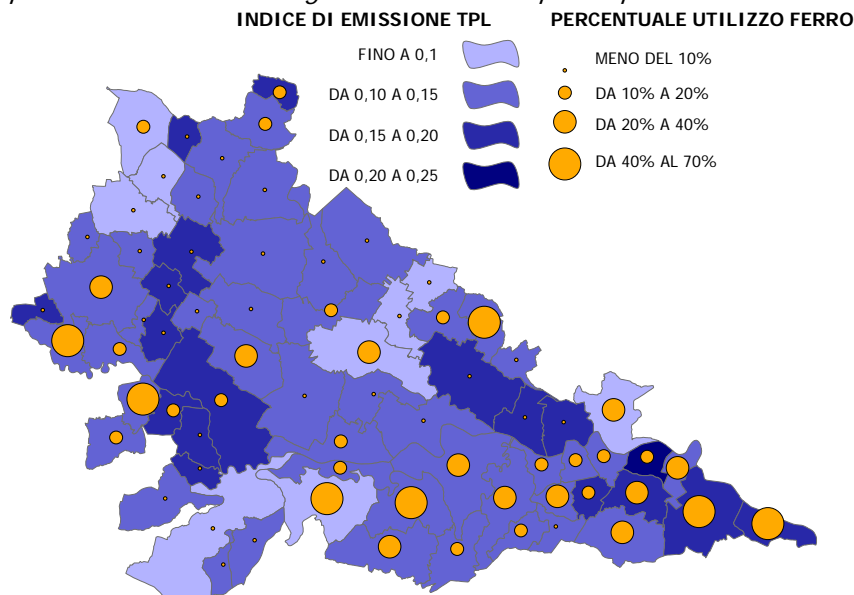 INDICE DI EMISSIONE TPL
FINO A 0,1
DA 0,10 A 0,15
DA 0,15 A 0,20
DA 0,20 A 0,25
PERCENTUALE UTILIZZO FERRO
MENO DEL 10%
DA 10% A 20%
DA 20% A 40%
DA 40% AL 70%